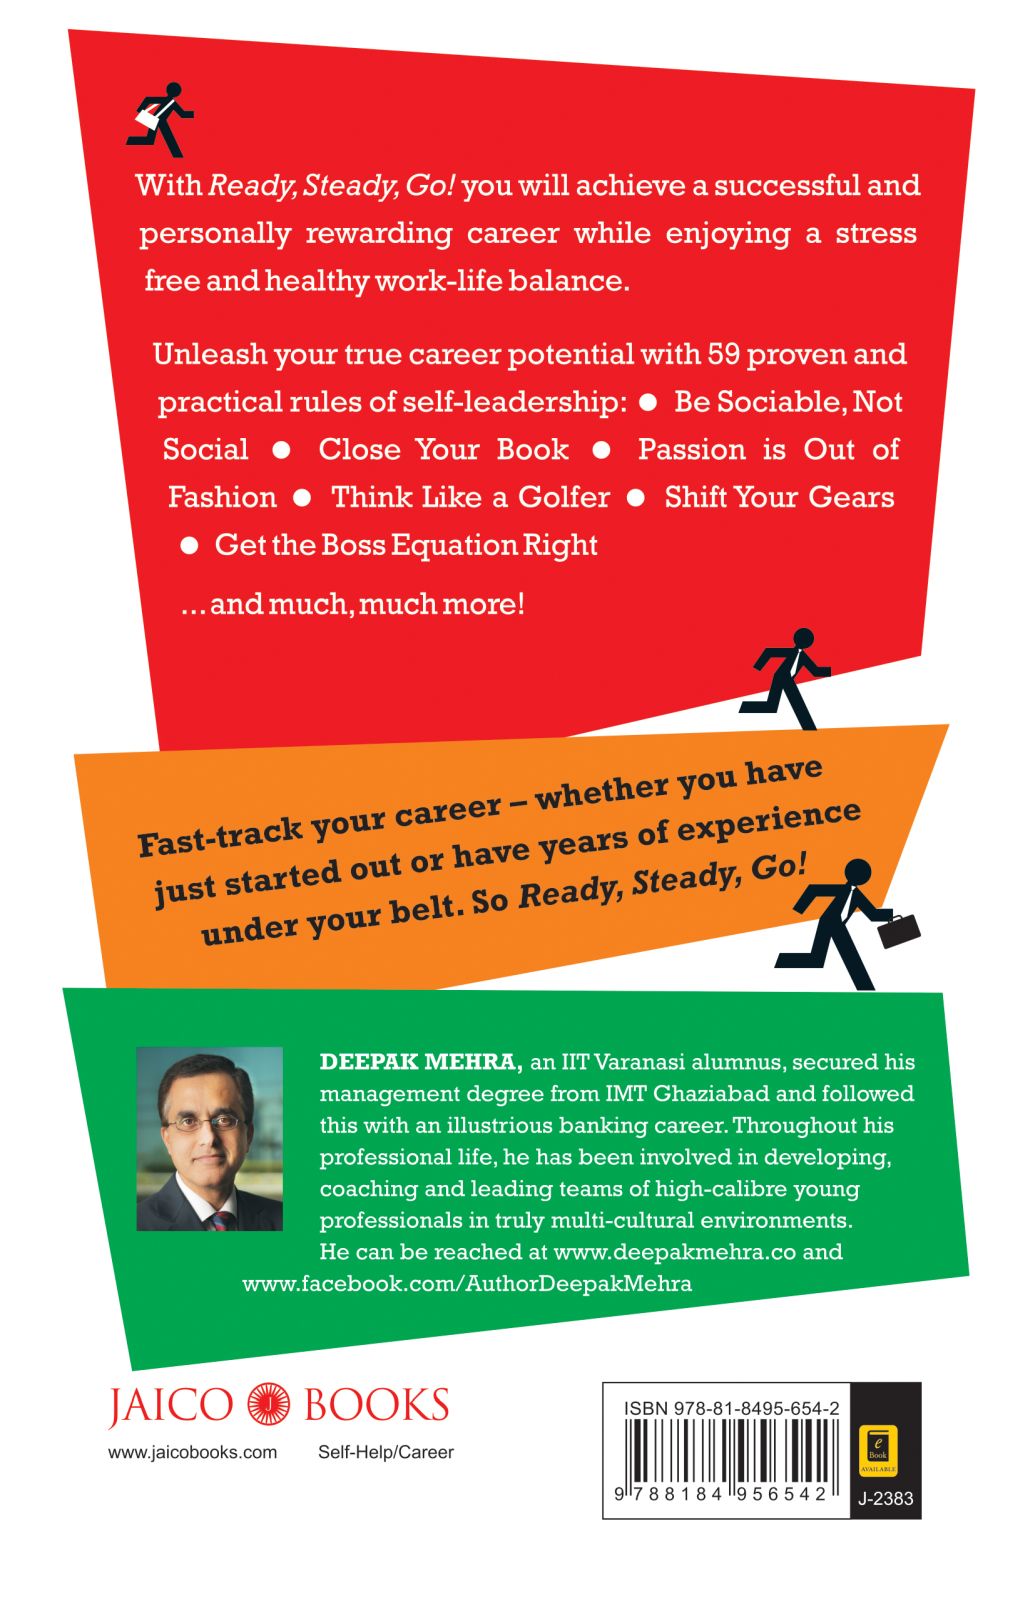 With Ready, Steady, Go! you will achieve a successful and
personally rewarding career while enjoying a stress
free and healthy work-life balance.
Unleash your true career potential with 59 proven and
practical rules of self-leadership: ● Be Sociable, Not
Social ● Close Your Book ● Passion is Out of
Fashion ● Think Like a Golfer ● Shift Your Gears
● Get the Boss Equation Right
...and much, much more!
Fast-track your career – whether you have
just started out or have years of experience
under your belt. So Ready, Steady, Go!
DEEPAK MEHRA, an IIT Varanasi alumnus, secured his
management degree from IMT Ghaziabad and followed
this with an illustrious banking career. Throughout his
professional life, he has been involved in developing,
coaching and leading teams of high-calibre young
professionals in truly multi-cultural environments.
He can be reached at www.deepakmehra.co and
www.facebook.com/AuthorDeepakMehra
JAICO J BOOKS
www.jaicobooks.com Self-Help/Career
ISBN 978-81-8495-654-2
9 788184 956542
e
Book
AVAILABLE
J-2383